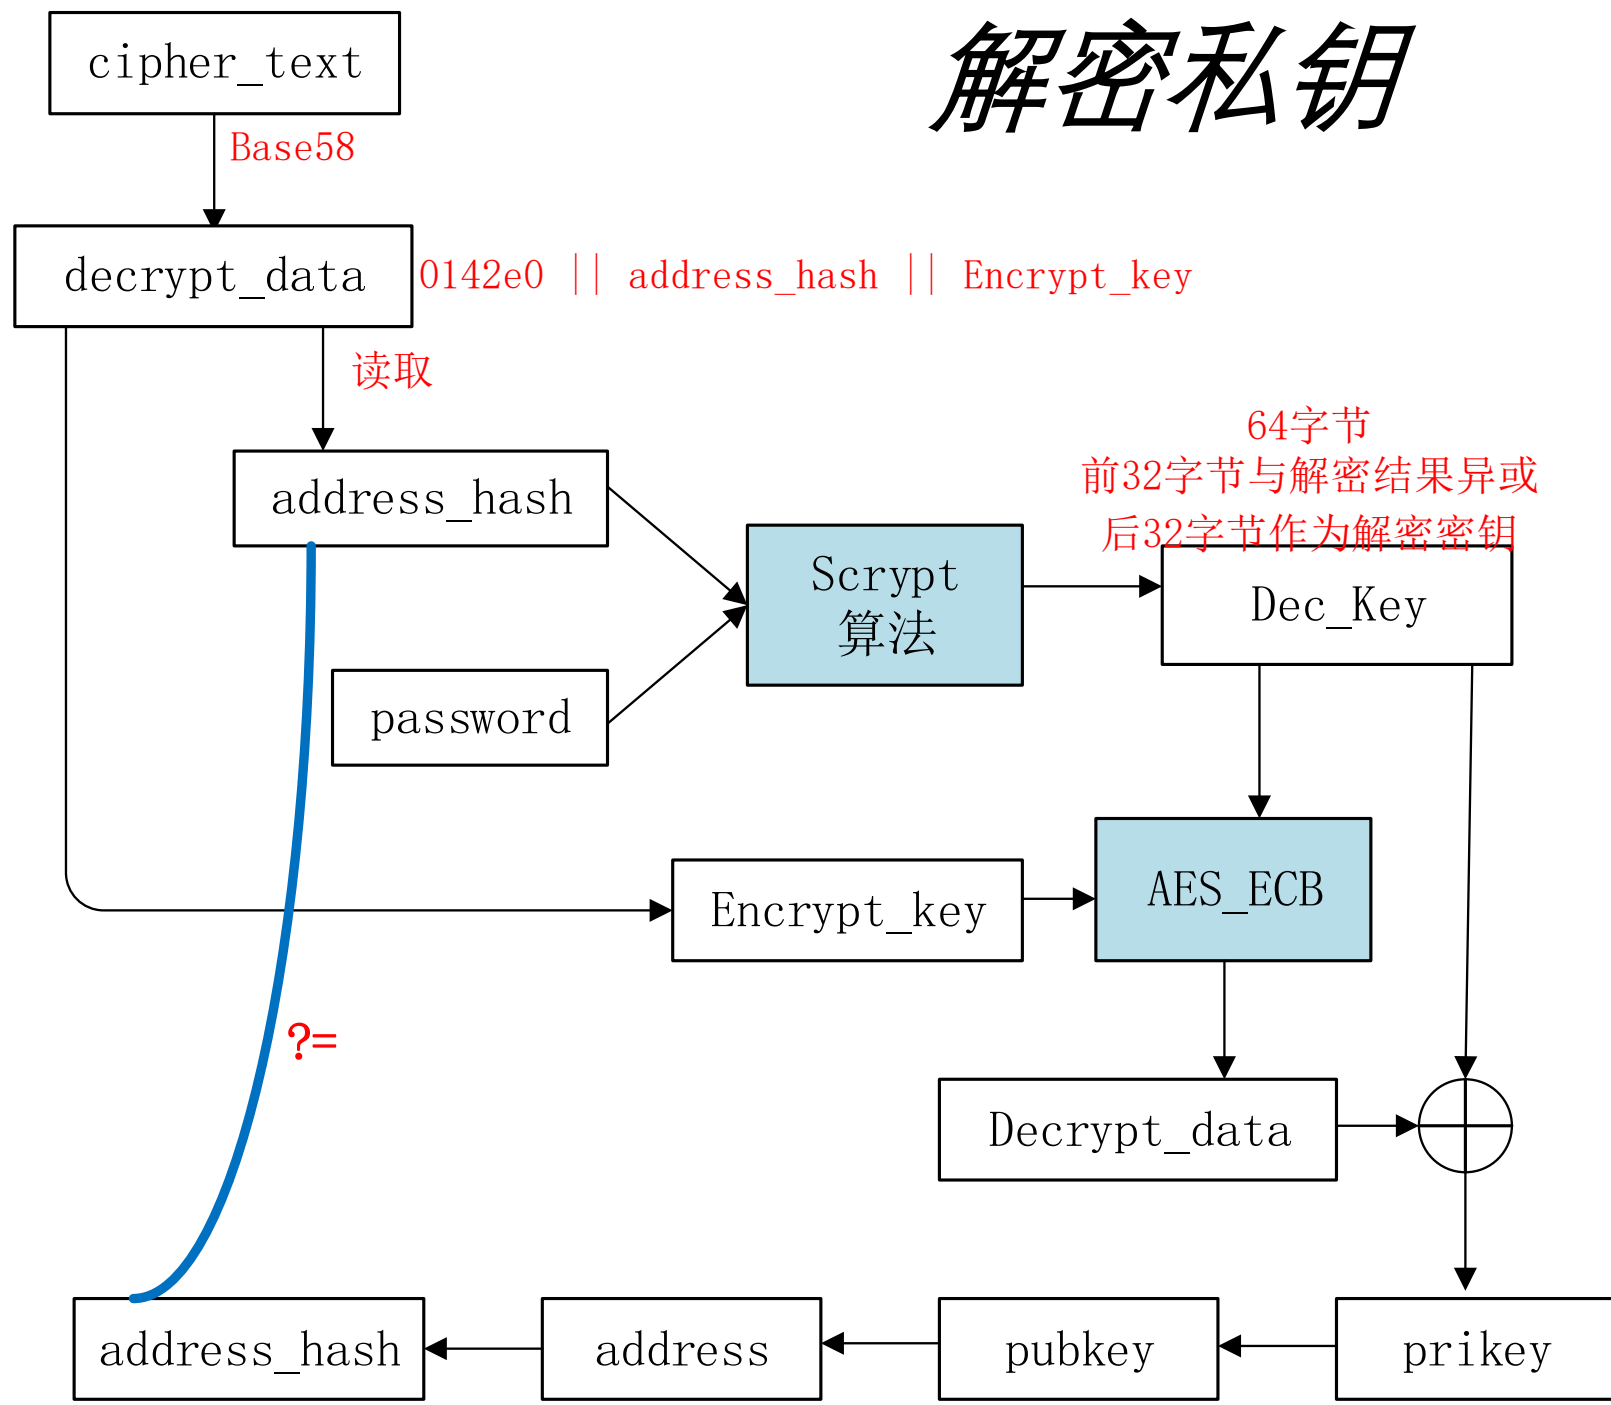 解密私钥
cipher_text
Base58
decrypt_data
0142e0 || address_hash || Encrypt_key
读取
64字节
前32字节与解密结果异或
后32字节作为解密密钥
address_hash
Scrypt
算法
Dec_Key
password
AES_ECB
Encrypt_key
?=
Decrypt_data
address_hash
address
pubkey
prikey